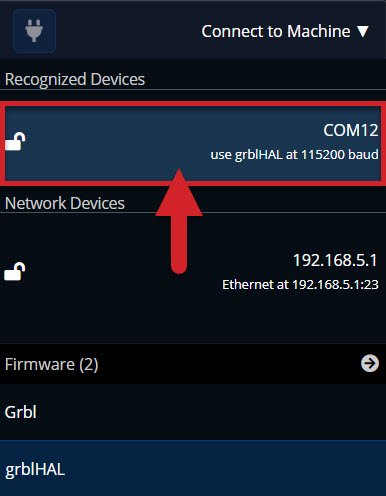 Connect to Machine ▼
Recognized Devices
COM12
use grblHAL at 115200 baud
Network Devices
192.168.5.1
Ethernet at 192.168.5.1:23
Firmware (2)
Grbl
grblHAL